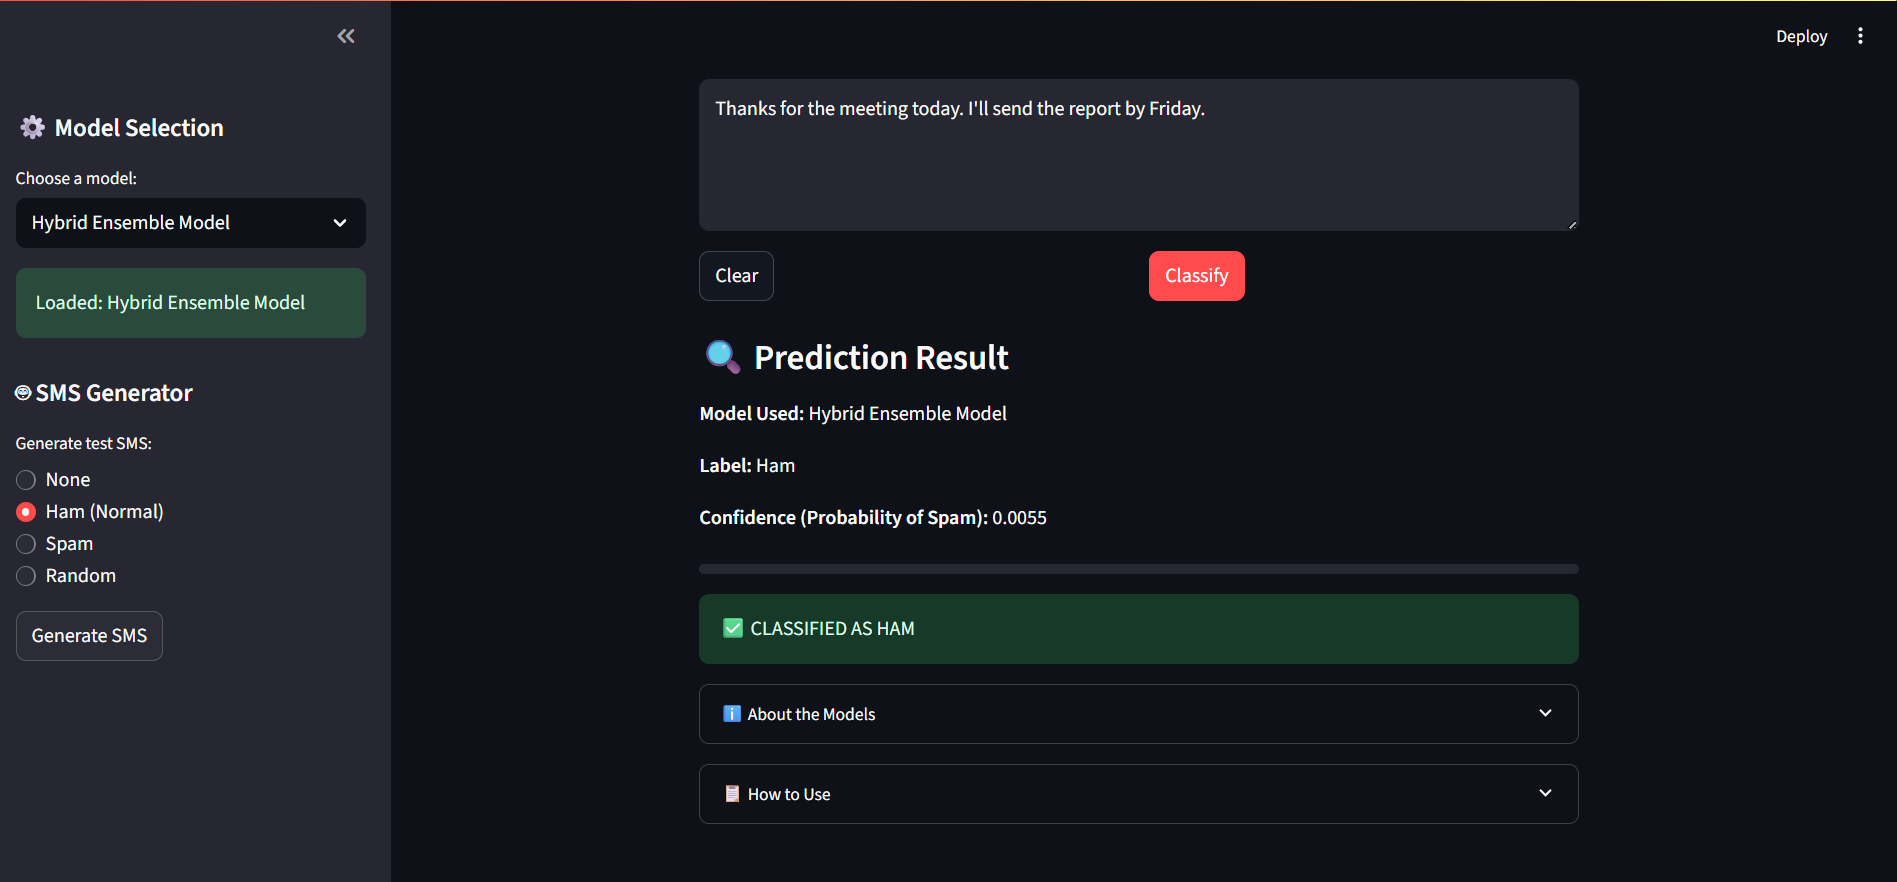 Deploy
Model Selection
Choose a model:
Hybrid Ensemble Model
Loaded: Hybrid Ensemble Model
SMS Generator
Generate test SMS:
None
Ham (Normal)
Spam
Random
Generate SMS
Thanks for the meeting today. I'll send the report by Friday.
Clear
Classify
Prediction Result
Model Used: Hybrid Ensemble Model
Label: Ham
Confidence (Probability of Spam): 0.0055
CLASSIFIED AS HAM
About the Models
How to Use